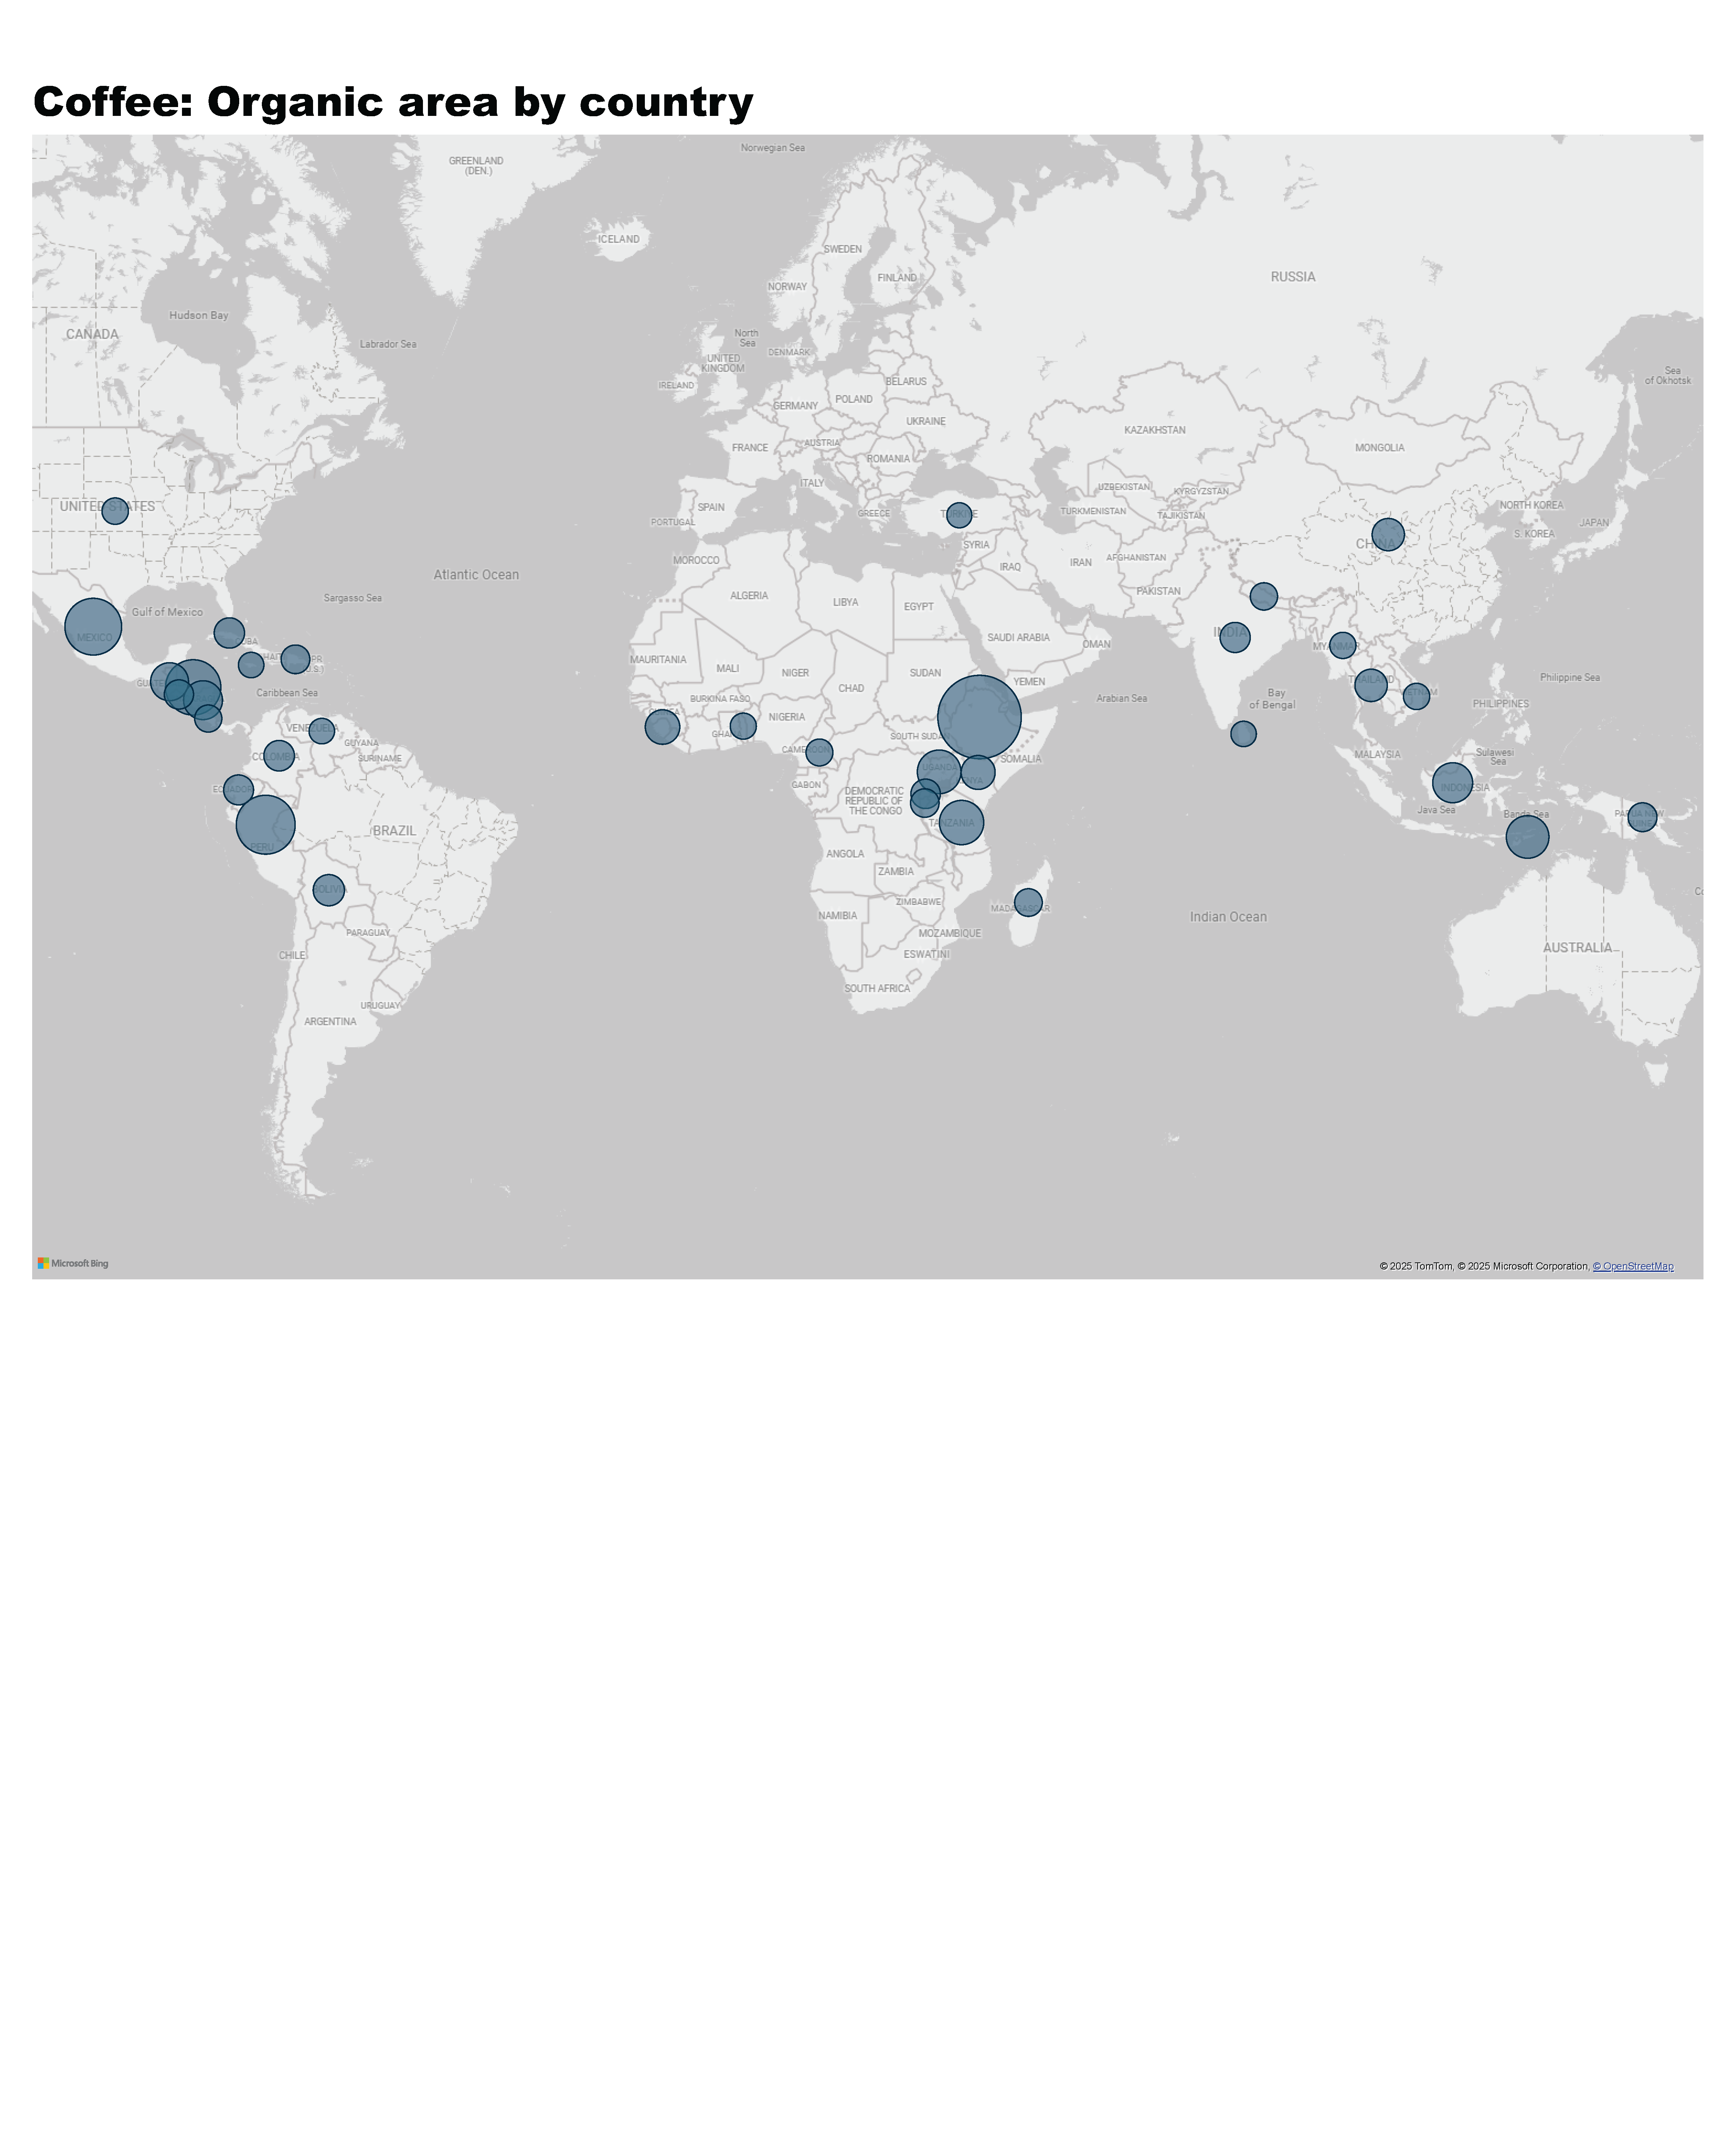 Coffee: Organic area by country
Norwegian Sea
GREENLAND
(DEN.)
ICELAND
SWEDEN
FINLAND
NORWAY
RUSSIA
Hudson Bay
CANADA
Labrador Sea
North
Sea
DENMARK
UNITED
KINGDOM
IRELAND
Sea
of Okhotsk
BELARUS
POLAND
GERMANY
UKRAINE
KAZAKHSTAN
MONGOLIA
FRANCE
AUSTRIA
ROMANIA
ITALY
UZBEKISTAN
KYRGYZSTAN
UNITED STATES
SPAIN
PORTUGAL
GREECE
TURKMENISTAN
TAJIKISTAN
NORTH KOREA
JAPAN
S. KOREA
CHINA
SYRIA
MOROCCO
IRAQ
IRAN
AFGHANISTAN
Atlantic Ocean
PAKISTAN
Sargasso Sea
ALGERIA
LIBYA
EGYPT
Gulf of Mexico
MEXICO
SAUDI ARABIA
OMAN
INDIA
MAURITANIA
MALI
NIGER
SUDAN
CHAD
YEMEN
Caribbean Sea
BURKINA FASO
Arabian Sea
Bay
of Bengal
THAILAND
Philippine Sea
PHILIPPINES
NIGERIA
VENEZUELA
GUYANA
SURINAME
COLOMBIA
SOUTH SUDAN
CAMEROON
SOMALIA
MALAYSIA
Sulawesi
Sea
GABON
UGANDA
ECUADOR
DEMOCRATIC
REPUBLIC OF
THE CONGO
INDONESIA
Java Sea
Banda Sea
TANZANIA
BRAZIL
PERU
ANGOLA
ZAMBIA
BOLIVIA
ZIMBABWE
MADAGASCAR
NAMIBIA
Indian Ocean
PARAGUAY
MOZAMBIQUE
CHILE
ESWATINI
AUSTRALIA
SOUTH AFRICA
URUGUAY
ARGENTINA
Microsoft Bing
© 2025 TomTom, © 2025 Microsoft Corporation, © OpenStreetMap